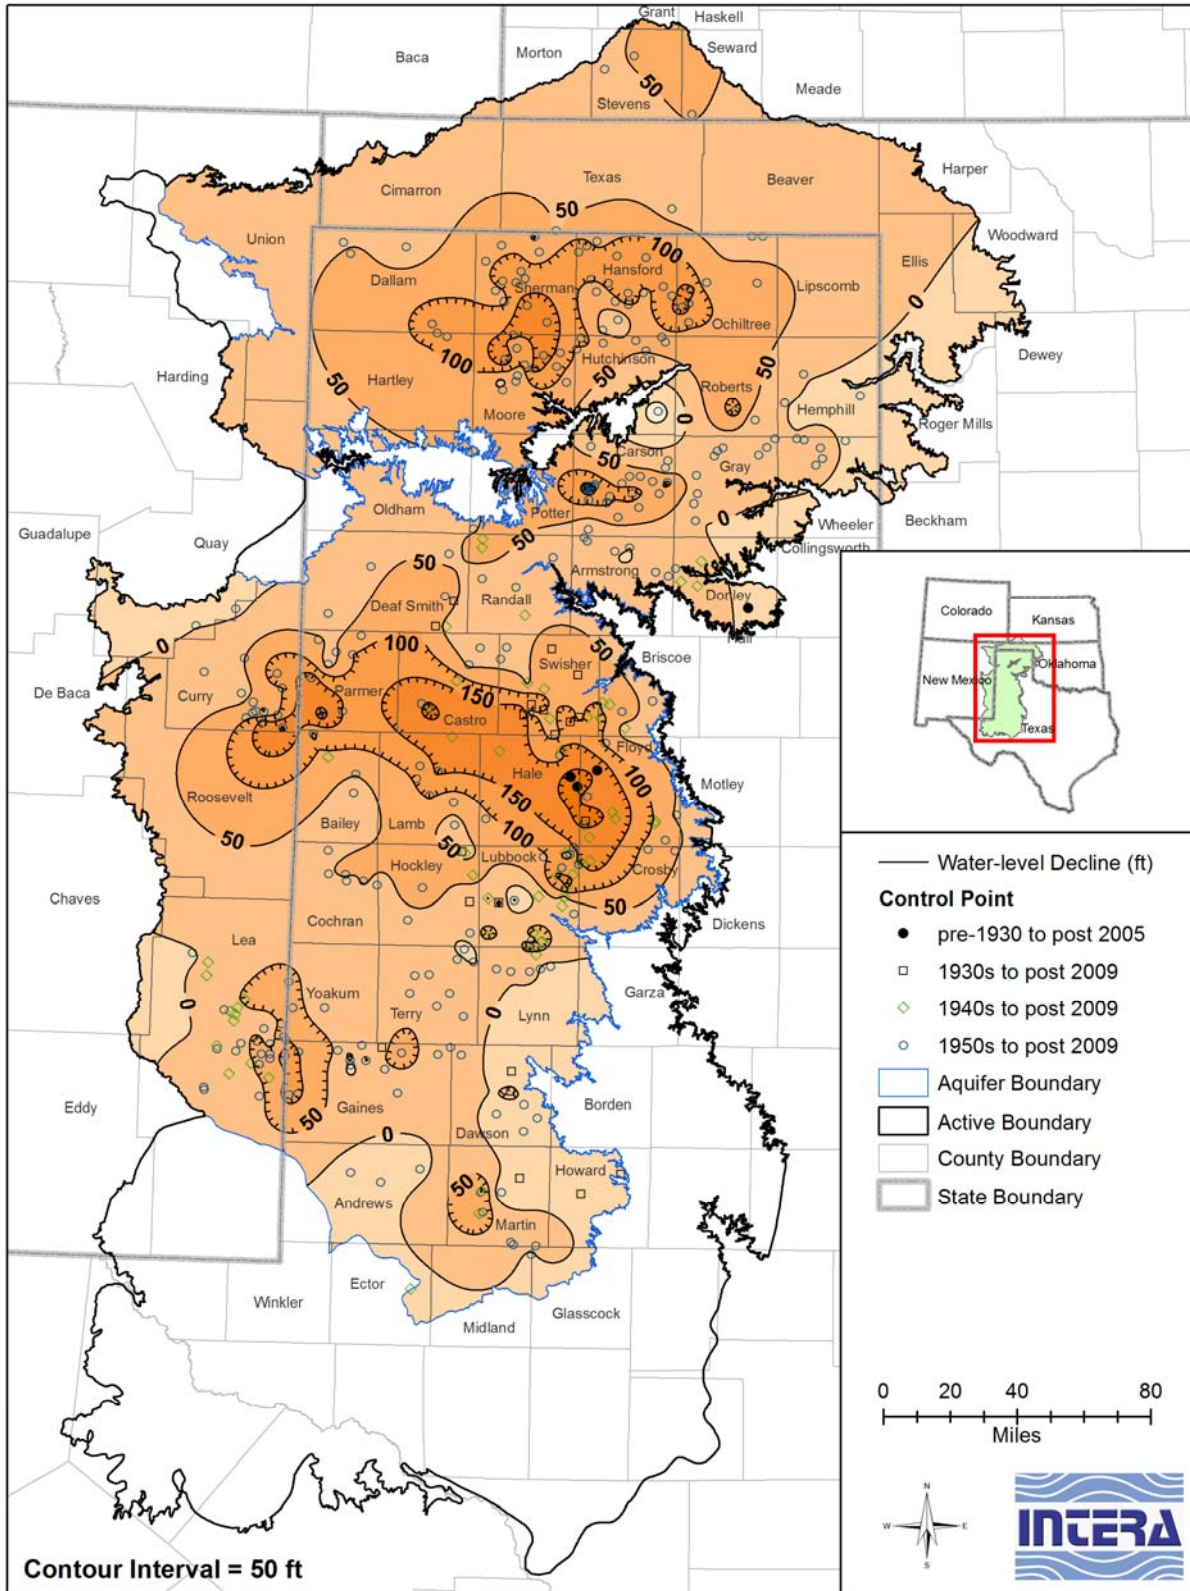 Grant
Haskell
Baca
Morton
Seward
Stevens
Meade
50
Cimarron
Texas
Beaver
Harper
Union
50
Woodward
Ellis
Dallam
Sherman
Hansford
100
Lipscomb
0
Ochiltree
Harding
Hartley
100
Hutchinson
50
Dewey
50
Moore
0
50
Roberts
Hemphill
0
Roger Mills
50
Carson
Gray
Oldham
Potter
0
Wheeler
Beckham
Guadalupe
Quay
50
Collingsworth
50
Armstrong
Deaf Smith
Randall
Donley
Hall
0
100
50
Swisher
Briscoe
De Baca
Curry
Parmer
150
Castro
Floyd
Hale
100
Motley
Roosevelt
150
50
Bailey
Lamb
100
50
Lubbock
Hockley
Crosby
50
Chaves
Cochran
Dickens
Lea
0
Yoakum
Terry
0
Lynn
Garza
Eddy
50
Gaines
0
Dawson
Borden
Andrews
50
Howard
Martin
Ector
Winkler
Midland
Glasscock
Contour Interval = 50 ft
Colorado
Kansas
New Mexico
Oklahoma
Texas
Water-level Decline (ft)
Control Point
pre-1930 to post 2005
1930s to post 2009
1940s to post 2009
1950s to post 2009
Aquifer Boundary
Active Boundary
County Boundary
State Boundary
0 20 40 80
Miles
N
W E
S
INTERA